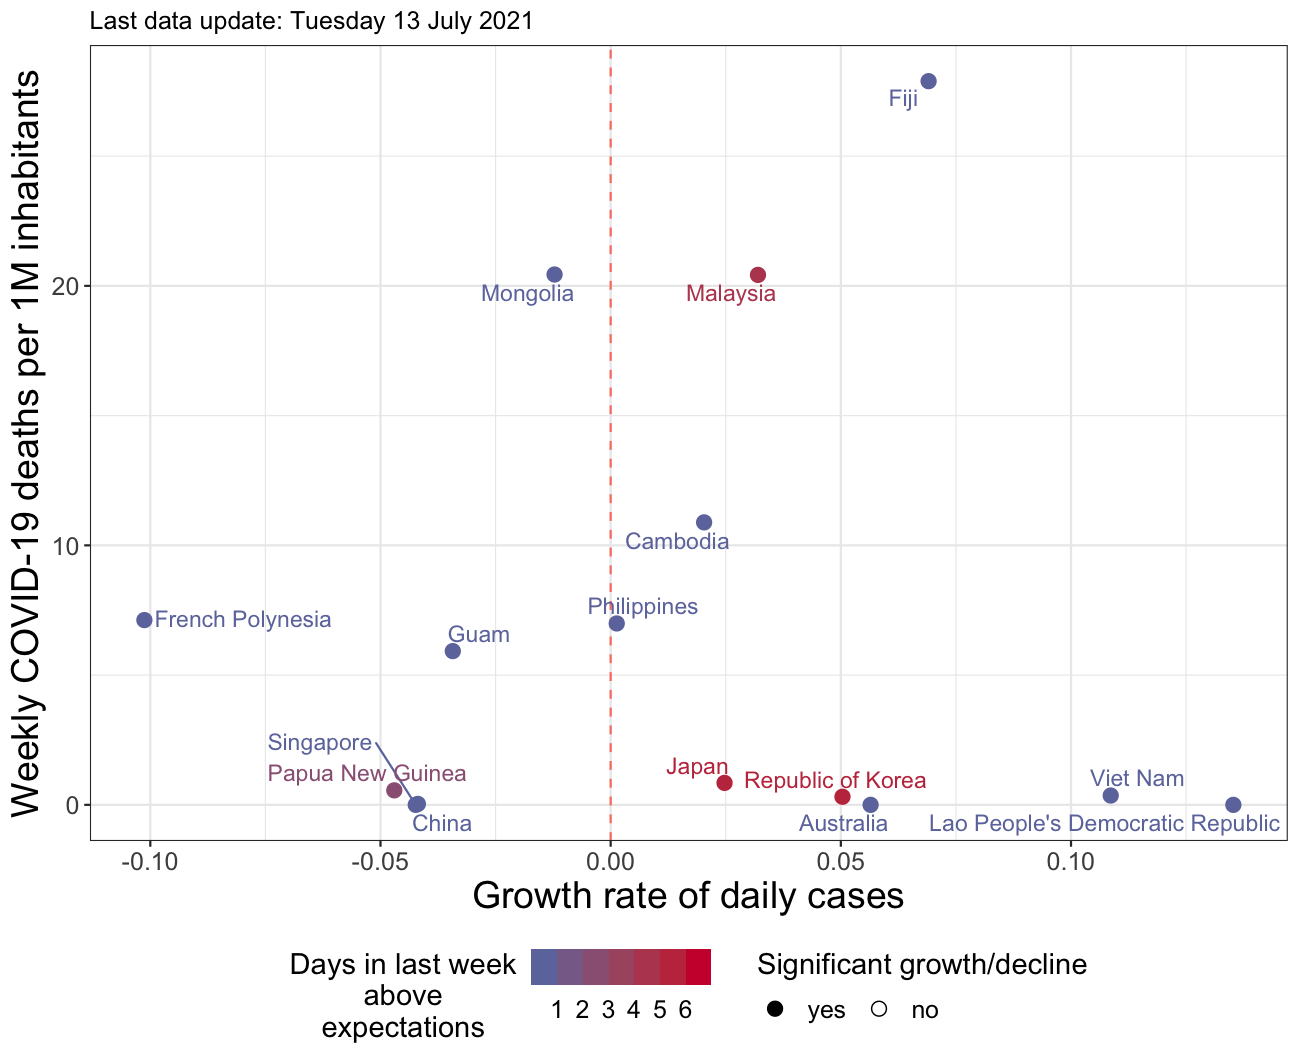 Last data update: Tuesday 13 July 2021
Weekly COVID-19 deaths per 1M inhabitants
Fiji
20
Mongolia
Malaysia
10
Cambodia
Philippines
French Polynesia
Guam
Singapore
Papua New Guinea
Japan
Republic of Korea
Viet Nam
0
China
Australia
Lao People's Democratic Republic
-0.10 -0.05 0.00 0.05 0.10
Growth rate of daily cases
Days in last week
above
expectations
1 2 3 4 5 6
Significant growth/decline
yes no